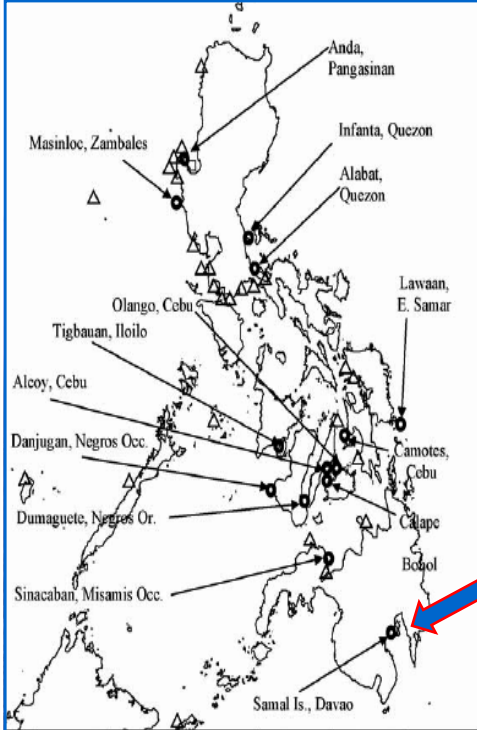 Anda,
Pangasinan
Masinloc, Zambales
Infanta, Quezon
Alabat,
Quezon
Olango, Cebu
Lawaan,
E. Samar
Tigbauan, Iloilo
Alcoy, Cebu
Danjugan, Negros Occ.
Camotes,
Cebu
Dumaguete, Negros Or.
Calape
Bohol
Sinacaban, Misamis Occ.
Samal Is., Davao